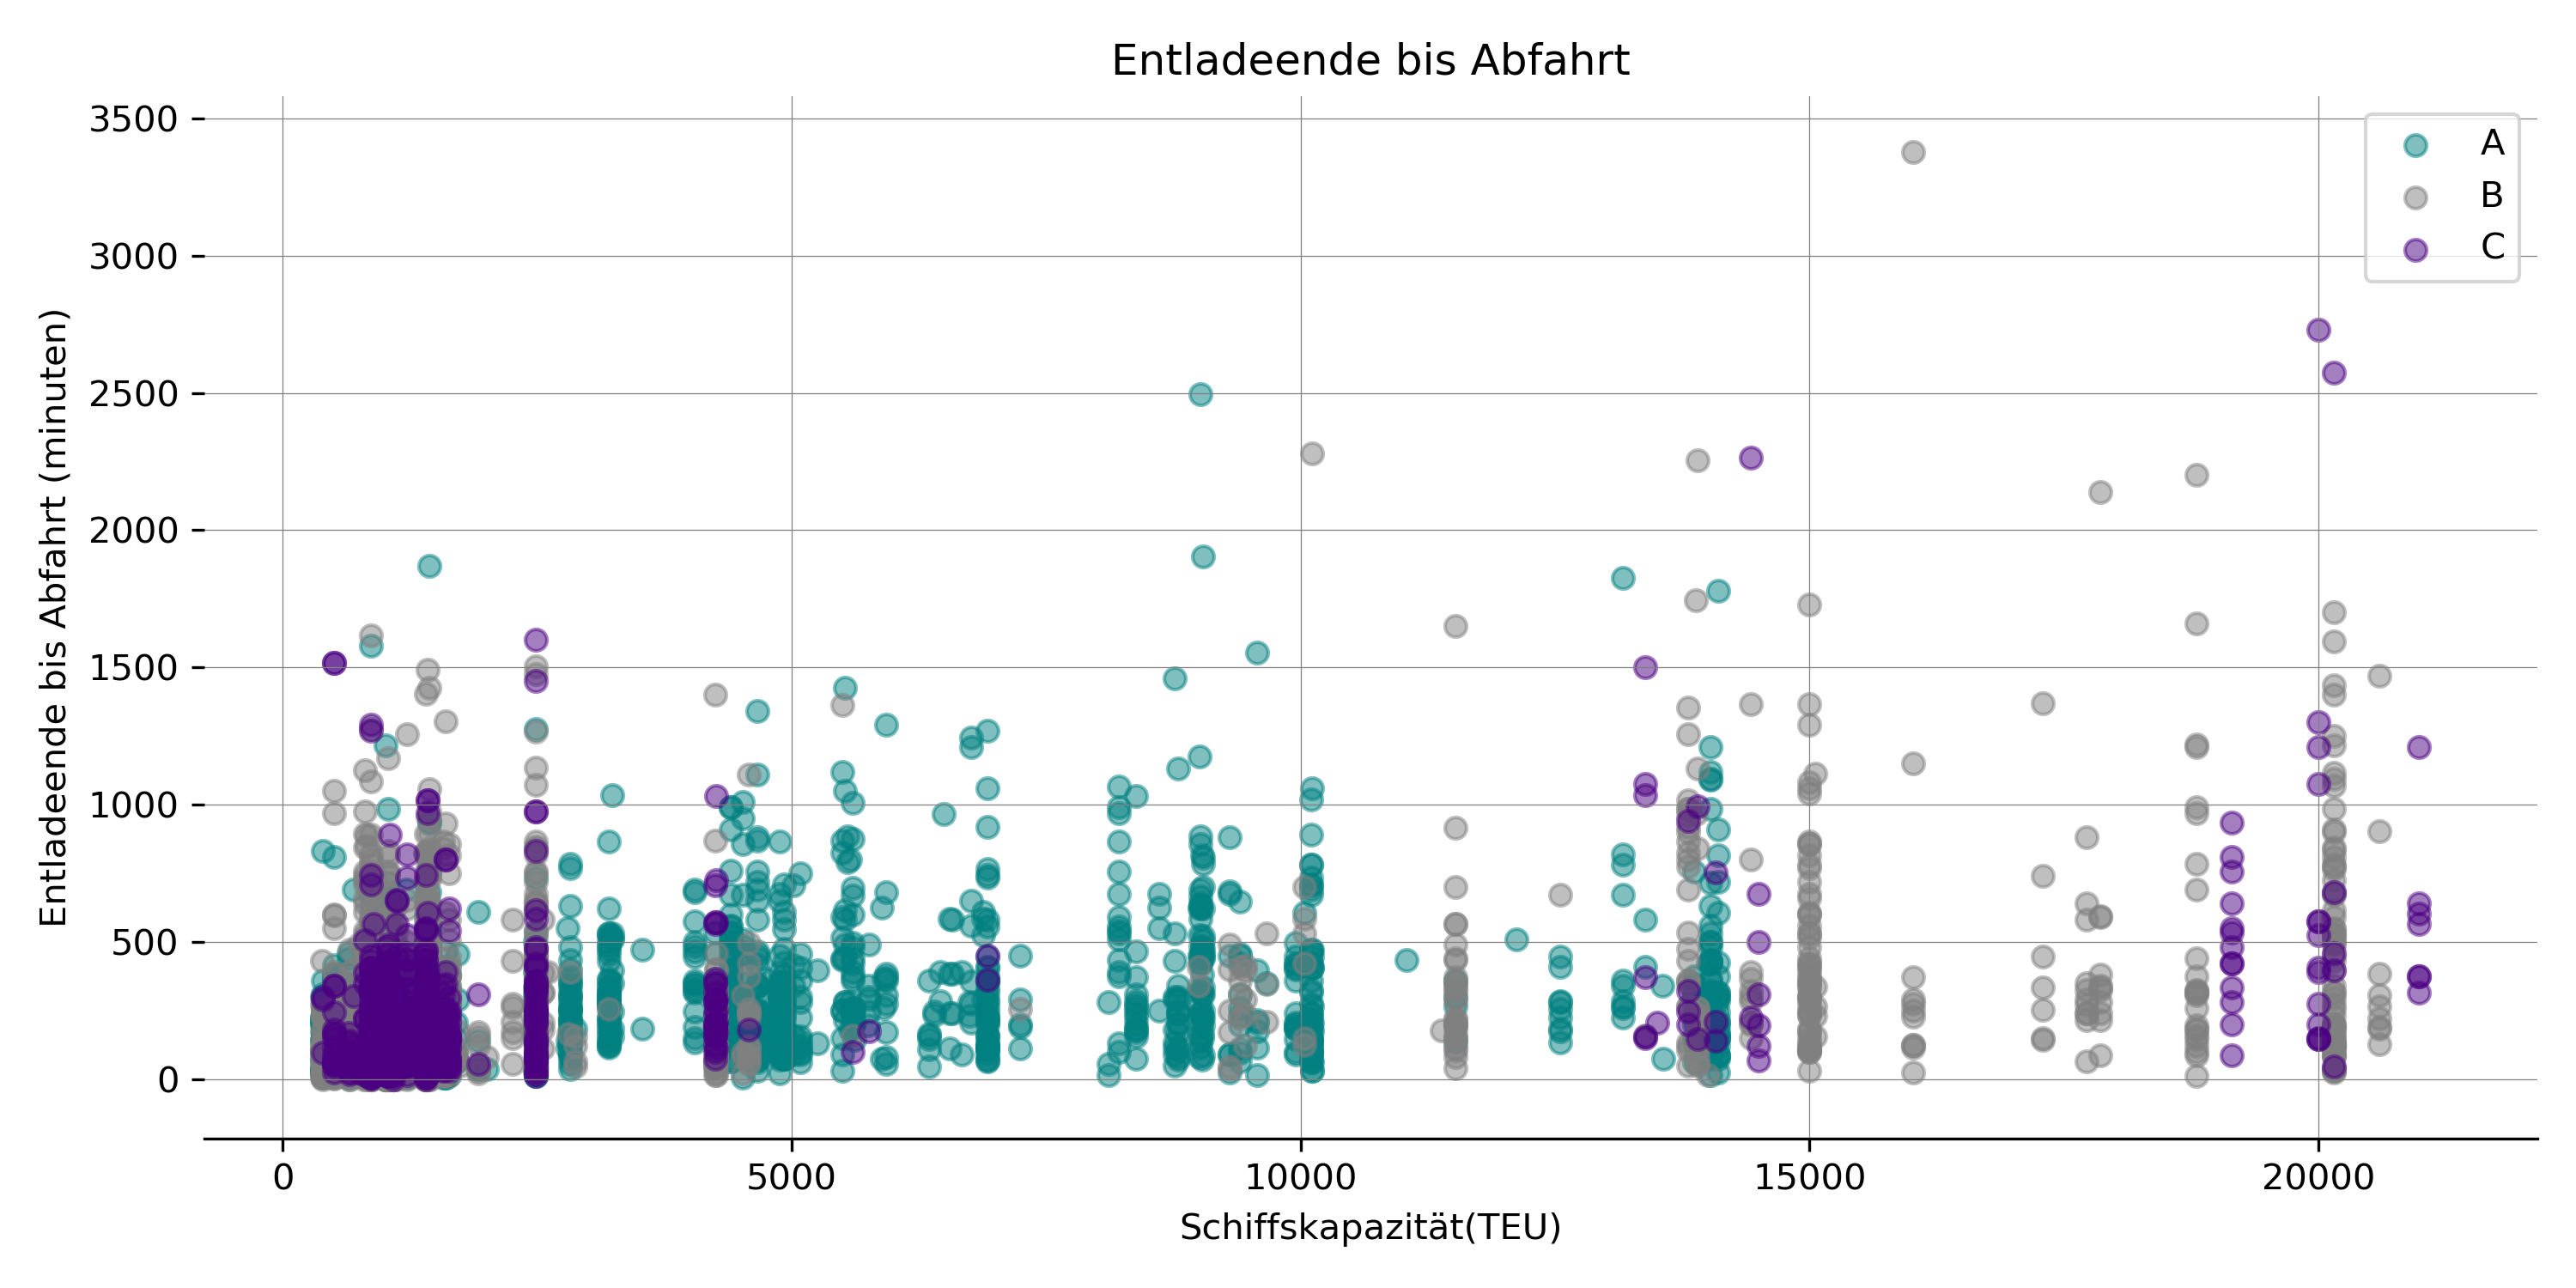 Entladeende bis Abfahrt
3500
3000
2500
2000
1500
1000
500
0
Entladeende bis Abfahrt (minuten)
A
B
C
0 5000 10000 15000 20000
Schiffskapazität(TEU)